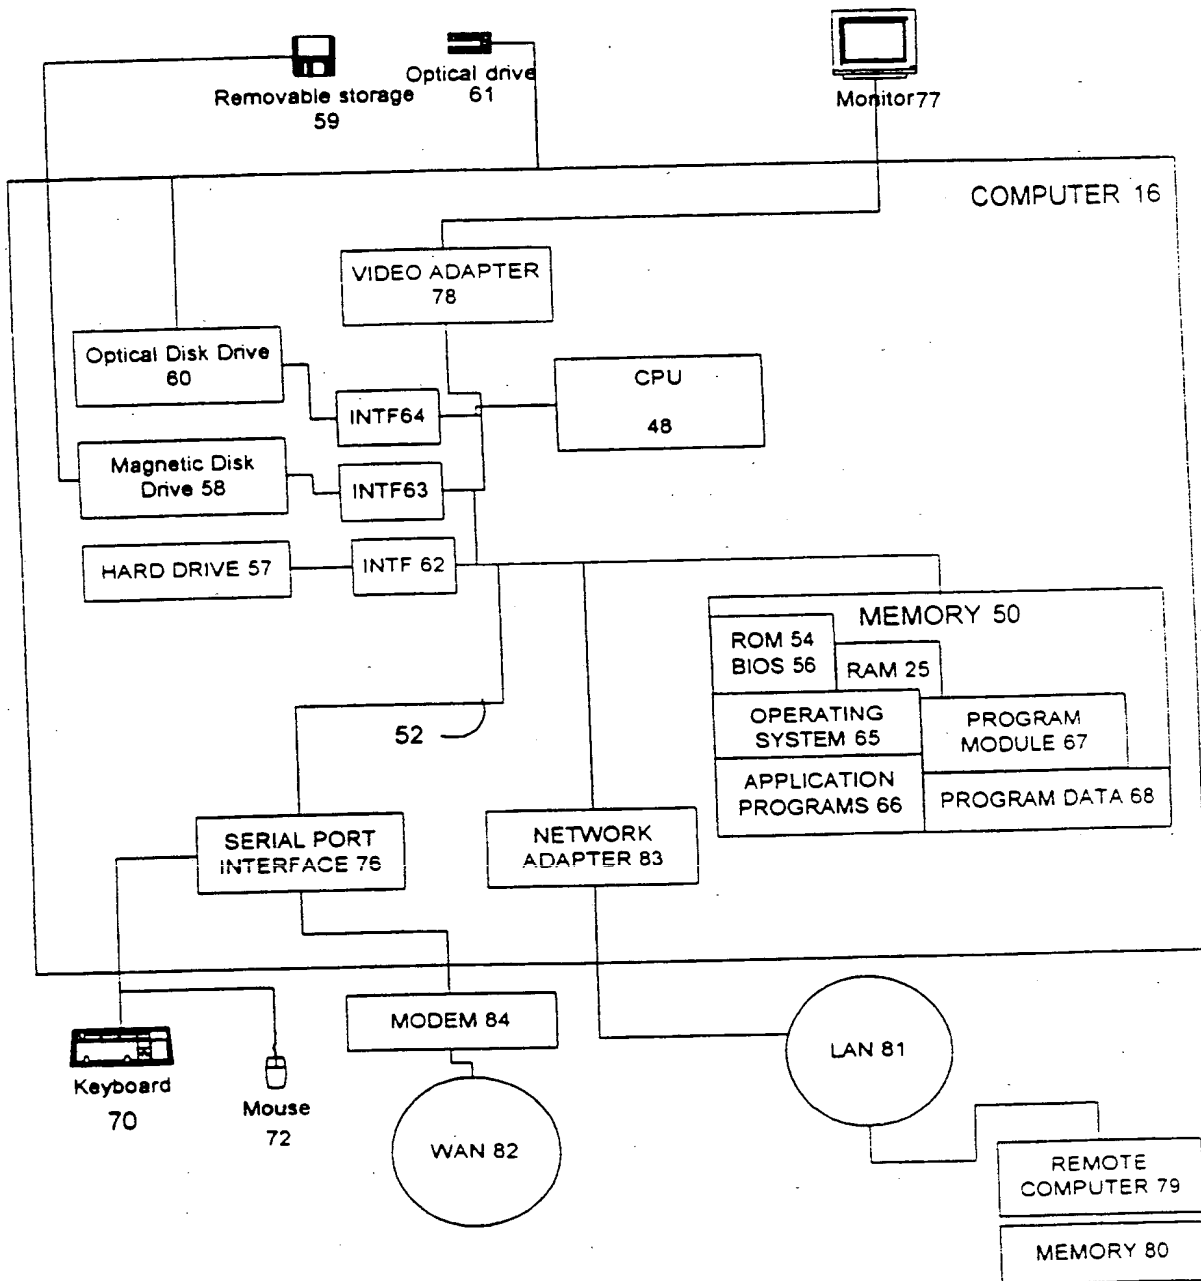 Removable storage
59
Optical drive
61
Monitor77
COMPUTER 16
VIDEO ADAPTER
78
Optical Disk Drive
60
INTF64
CPU
48
Magnetic Disk
Drive 58
INTF63
HARD DRIVE 57
INTF 62
MEMORY 50
ROM 54
BIOS 56
RAM 25
OPERATING
SYSTEM 65
PROGRAM
MODULE 67
APPLICATION
PROGRAMS 66
PROGRAM DATA 68
52
SERIAL PORT
INTERFACE 76
NETWORK
ADAPTER 83
MODEM 84
LAN 81
Keyboard
70
Mouse
72
WAN 82
REMOTE
COMPUTER 79
MEMORY 80